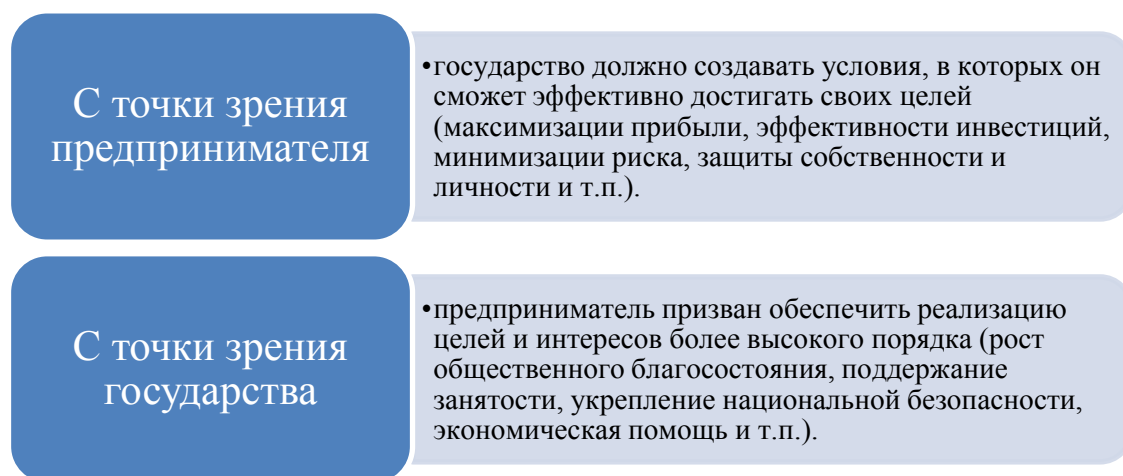 С точки зрения
предпринимателя
•государство должно создавать условия, в которых он
сможет эффективно достигать своих целей
(максимизации прибыли, эффективности инвестиций,
минимизации риска, защиты собственности и
личности и т.п.).
С точки зрения
государства
•предприниматель призван обеспечить реализацию
целей и интересов более высокого порядка (рост
общественного благосостояния, поддержание
занятости, укрепление национальной безопасности,
экономическая помощь и т.п.).